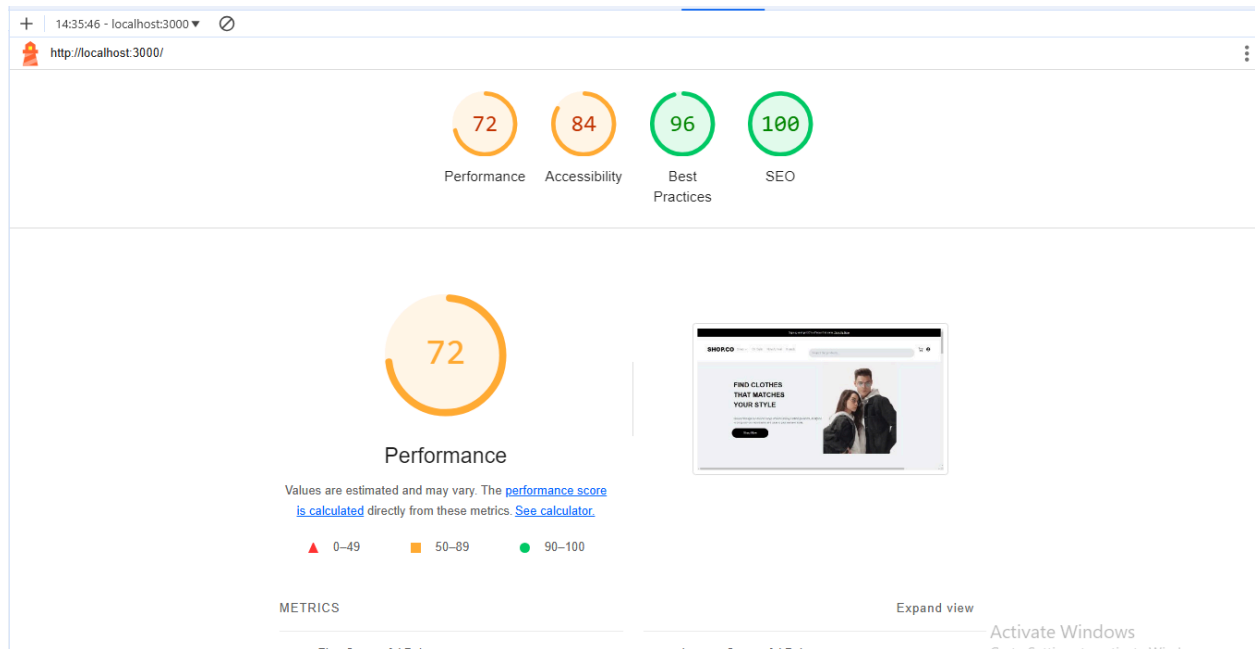 14:35:46 - localhost:3000
http://localhost:3000/
72
84
96
100
Performance
Accessibility
Best
Practices
SEO
72
SHOP.CO
FIND CLOTHES
THAT MATCHES
YOUR STYLE
Performance
Values are estimated and may vary. The performance score
is calculated directly from these metrics. See calculator.
0–49
50–89
90–100
METRICS
Expand view
Activate Windows